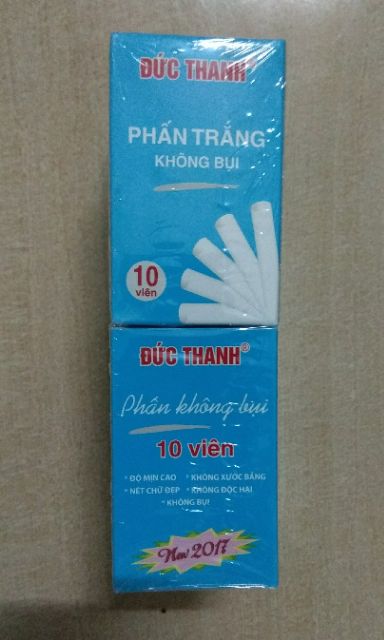 ĐỨC THANH®
PHẤN TRẮNG
KHÔNG BỤI
10
viên
ĐỨC THANH®
Phấn không bụi
10 viên
* ĐỘ MỊN CAO * KHÔNG XƯỚC BẢNG
* NÉT CHỮ ĐẸP * KHÔNG ĐỘC HẠI
* KHÔNG BỤI
New 2017